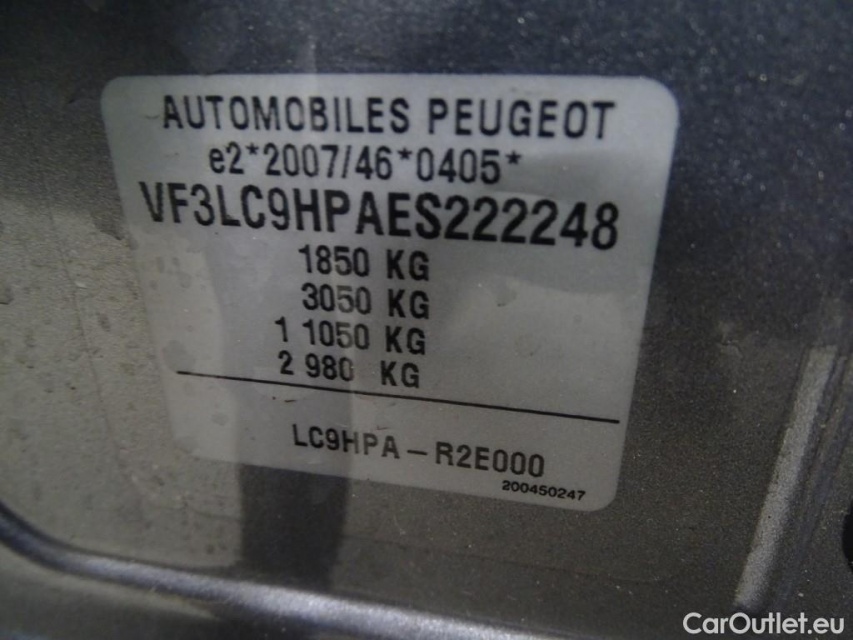 AUTOMOBILES PEUGEOT
e2*2007/46*0405*
VF3LC9HPAES222248
1850 KG
3050 KG
1 1050 KG
2 980 KG
LC9HPA-R2E000
200450247
CarOutlet.eu